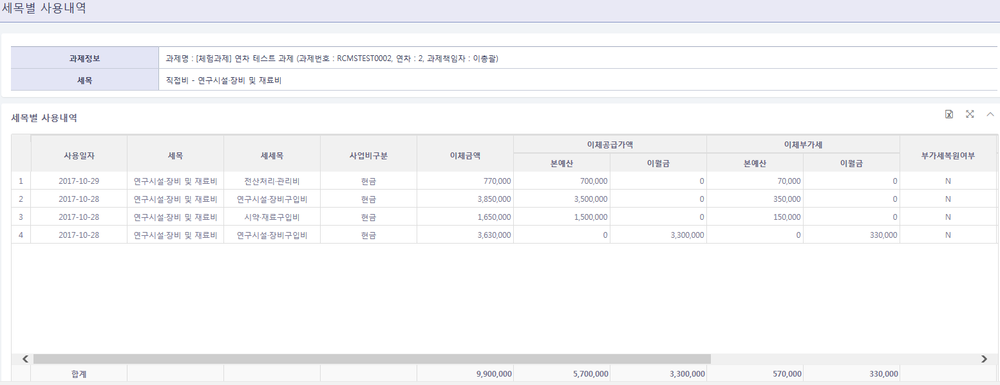 세목별 사용내역
과제정보 과제명 : [체험과제] 연차 테스트 과제 (과제번호 : RCMSTEST0002, 연차 : 2, 과제책임자 : 이총괄)
세목 직접비 - 연구시설·장비 및 재료비
세목별 사용내역
사용일자 세목 세세목 사업비구분 이체금액 이체공급가액 이체부가세 부가세복원여부
본예산 이월금 본예산 이월금
1 2017-10-29 연구시설·장비 및 재료비 전산처리·관리비 현금 770,000 700,000 0 70,000 0 N
2 2017-10-28 연구시설·장비 및 재료비 연구시설·장비구입비 현금 3,850,000 3,500,000 0 350,000 0 N
3 2017-10-28 연구시설·장비 및 재료비 시약·재료구입비 현금 1,650,000 1,500,000 0 150,000 0 N
4 2017-10-28 연구시설·장비 및 재료비 연구시설·장비구입비 현금 3,630,000 0 3,300,000 0 330,000 N
합계 9,900,000 5,700,000 3,300,000 570,000 330,000